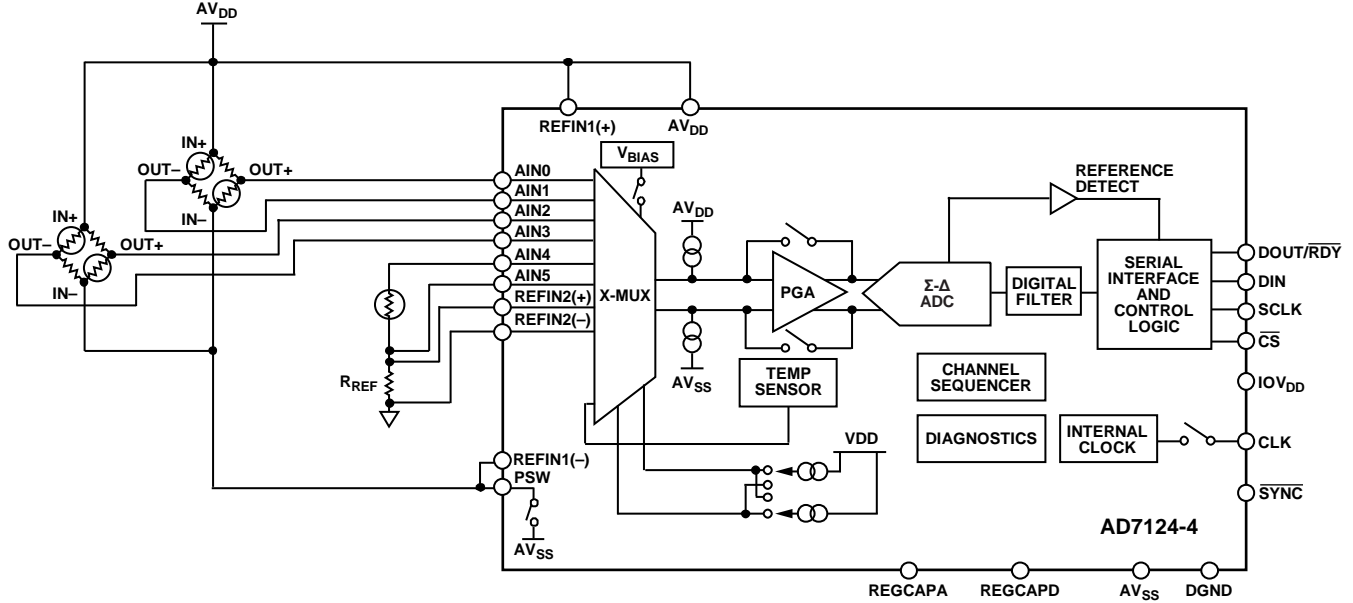 AVDD
IN+
OUT–
OUT+
IN–
IN+
OUT–
OUT+
IN–
RREF
REFIN1(+)
AVDD
AIN0
AIN1
AIN2
AIN3
AIN4
AIN5
REFIN2(+)
REFIN2(–)
REFIN1(–)
PSW
AVSS
VBIAS
X-MUX
AVDD
AVSS
PGA
TEMP
SENSOR
VDD
Σ-Δ
ADC
REFERENCE
DETECT
DIGITAL
FILTER
SERIAL
INTERFACE
AND
CONTROL
LOGIC
CHANNEL
SEQUENCER
DIAGNOSTICS
INTERNAL
CLOCK
DOUT/RDY
DIN
SCLK
CS
IOVDD
CLK
SYNC
AD7124-4
REGCAPA
REGCAPD
AVSS
DGND